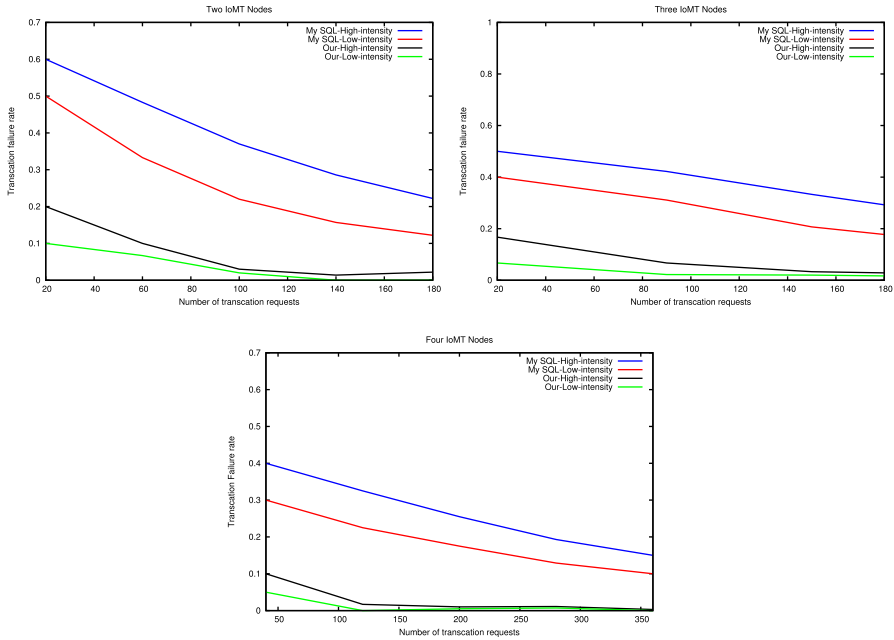 Two IoMT Nodes
0.7
0.6
0.5
0.4
0.3
0.2
0.1
0
20 40 60 80 100 120 140 160 180
Transcation failure rate
Number of transcation requests
My SQL-High-intensity
My SQL-Low-intensity
Our-High-intensity
Our-Low-intensity
Three IoMT Nodes
1
0.8
0.6
0.4
0.2
0
20 40 60 80 100 120 140 160 180
Transcation failure rate
Number of transcation requests
My SQL-High-intensity
My SQL-Low-intensity
Our-High-intensity
Our-Low-intensity
Four IoMT Nodes
0.7
0.6
0.5
0.4
0.3
0.2
0.1
0
50 100 150 200 250 300 350
Transcation Failure rate
Number of transcation requests
My SQL-High-intensity
My SQL-Low-intensity
Our-High-intensity
Our-Low-intensity